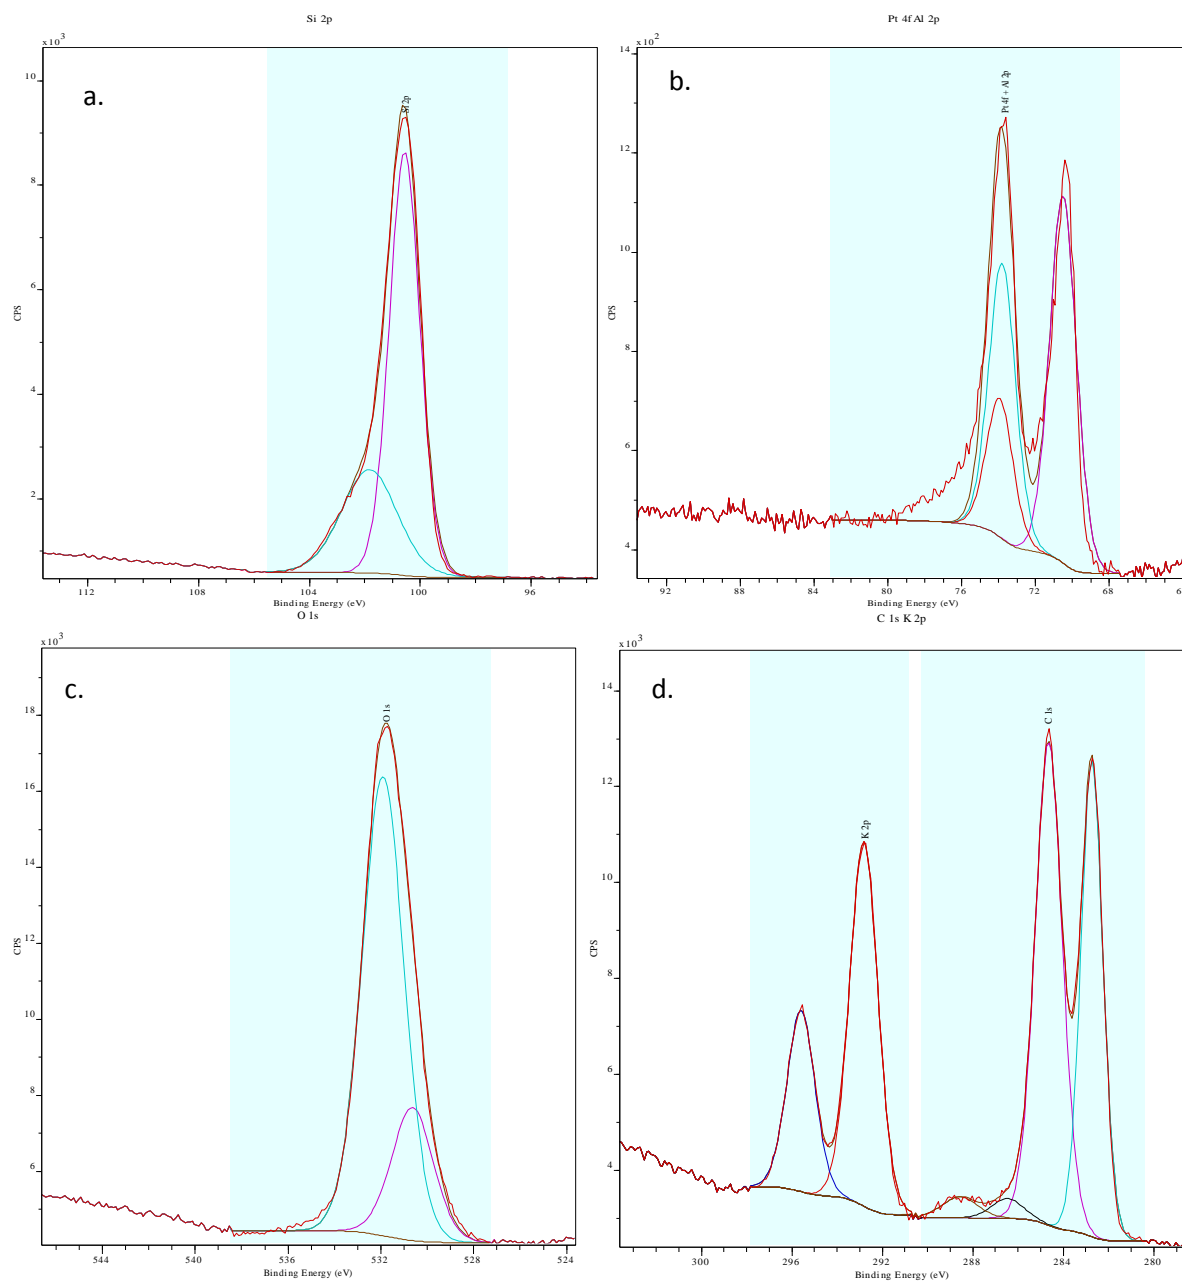 Si 2p
x10³
a.
Si 2p
10
8
6
4
2
CPS
112
108
104
100
96
Binding Energy (eV)
Pt 4f Al 2p
x10²
b.
Pt 4f + Al 2p
14
12
10
8
6
4
CPS
92
88
84
80
76
72
68
6
Binding Energy (eV)
O 1s
x10³
c.
O 1s
18
16
14
12
10
8
6
CPS
544
540
536
532
528
524
Binding Energy (eV)
C 1s K 2p
x10³
d.
K 2p
C 1s
14
12
10
8
6
4
CPS
300
296
292
288
284
280
Binding Energy (eV)